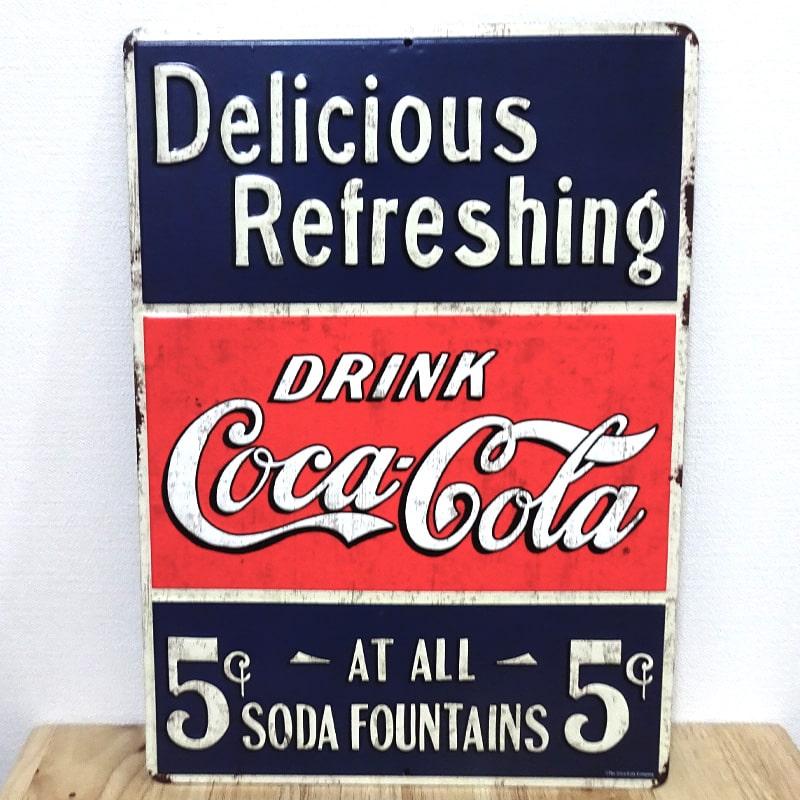 Delicious
Refreshing
DRINK
Coca-Cola
5¢ AT ALL 5¢
SODA FOUNTAINS